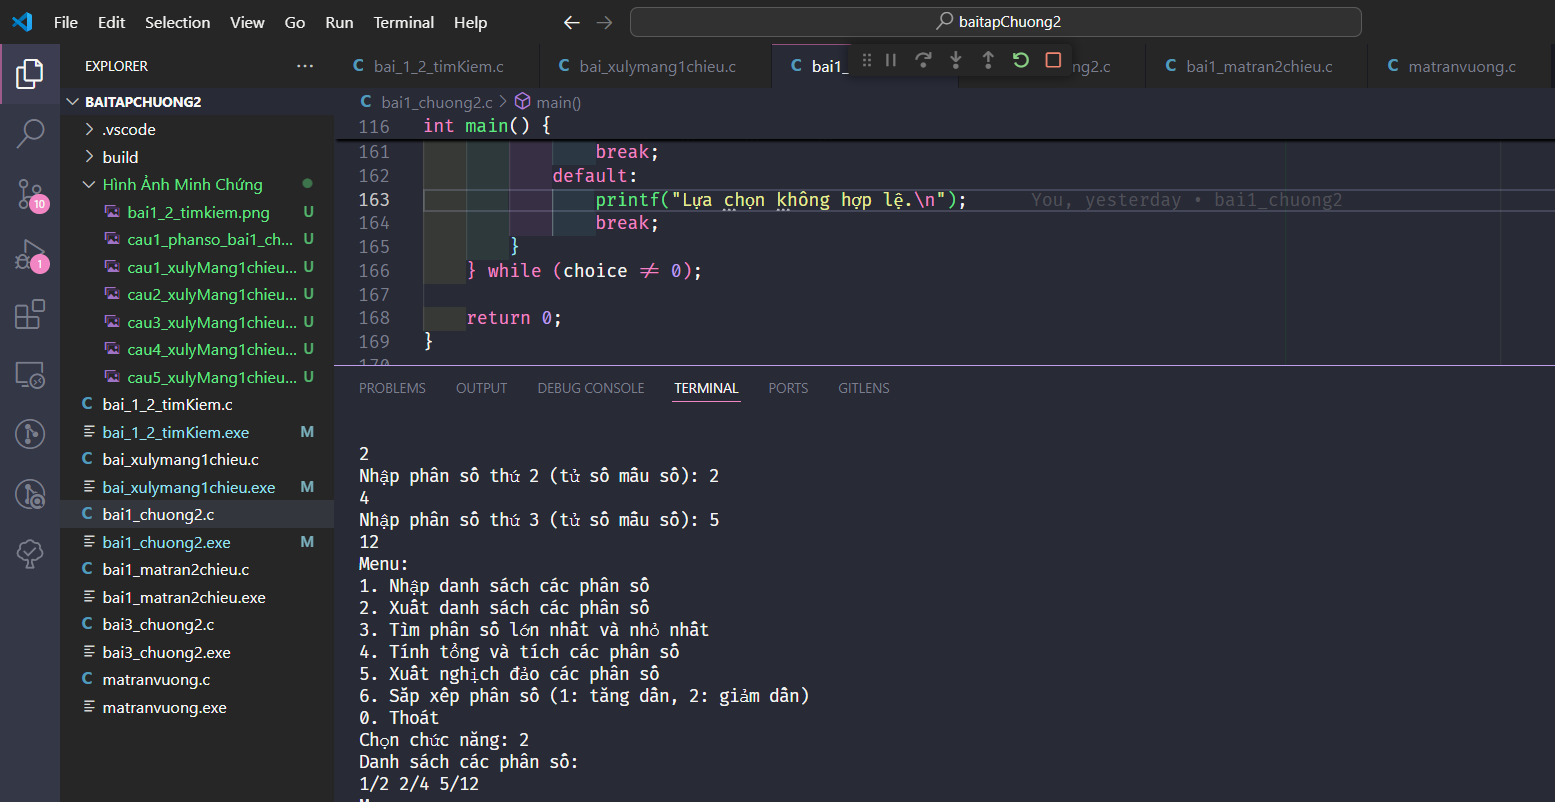 File Edit Selection View Go Run Terminal Help
baitapChuong2
EXPLORER
BAITAPCHUONG2
.vscode
build
Hình Ảnh Minh Chứng
bai1_2_timkiem.png U
cau1_phanso_bai1_ch... U
cau1_xulyMang1chieu... U
cau2_xulyMang1chieu... U
cau3_xulyMang1chieu... U
cau4_xulyMang1chieu... U
cau5_xulyMang1chieu... U
C bai_1_2_timKiem.c
bai_1_2_timKiem.exe M
C bai_xulymang1chieu.c
bai_xulymang1chieu.exe M
C bai1_chuong2.c
bai1_chuong2.exe M
C bai1_matran2chieu.c
bai1_matran2chieu.exe
C bai3_chuong2.c
bai3_chuong2.exe
C matranvuong.c
matranvuong.exe
10
1
C bai_1_2_timKiem.c C bai_xulymang1chieu.c C bai1_ ng2.c C bai1_matran2chieu.c C matranvuong.c
C bai1_chuong2.c > main()
116 int main() {
161 break;
162 default:
163 printf("Lựa chọn không hợp lệ.\n"); You, yesterday • bai1_chuong2
164 break;
165 }
166 } while (choice ≠ 0);
167
168 return 0;
169 }
170
PROBLEMS OUTPUT DEBUG CONSOLE TERMINAL PORTS GITLENS
2
Nhập phân số thứ 2 (tử số mẫu số): 2
4
Nhập phân số thứ 3 (tử số mẫu số): 5
12
Menu:
1. Nhập danh sách các phân số
2. Xuất danh sách các phân số
3. Tìm phân số lớn nhất và nhỏ nhất
4. Tính tổng và tích các phân số
5. Xuất nghịch đảo các phân số
6. Sắp xếp phân số (1: tăng dần, 2: giảm dần)
0. Thoát
Chọn chức năng: 2
Danh sách các phân số:
1/2 2/4 5/12